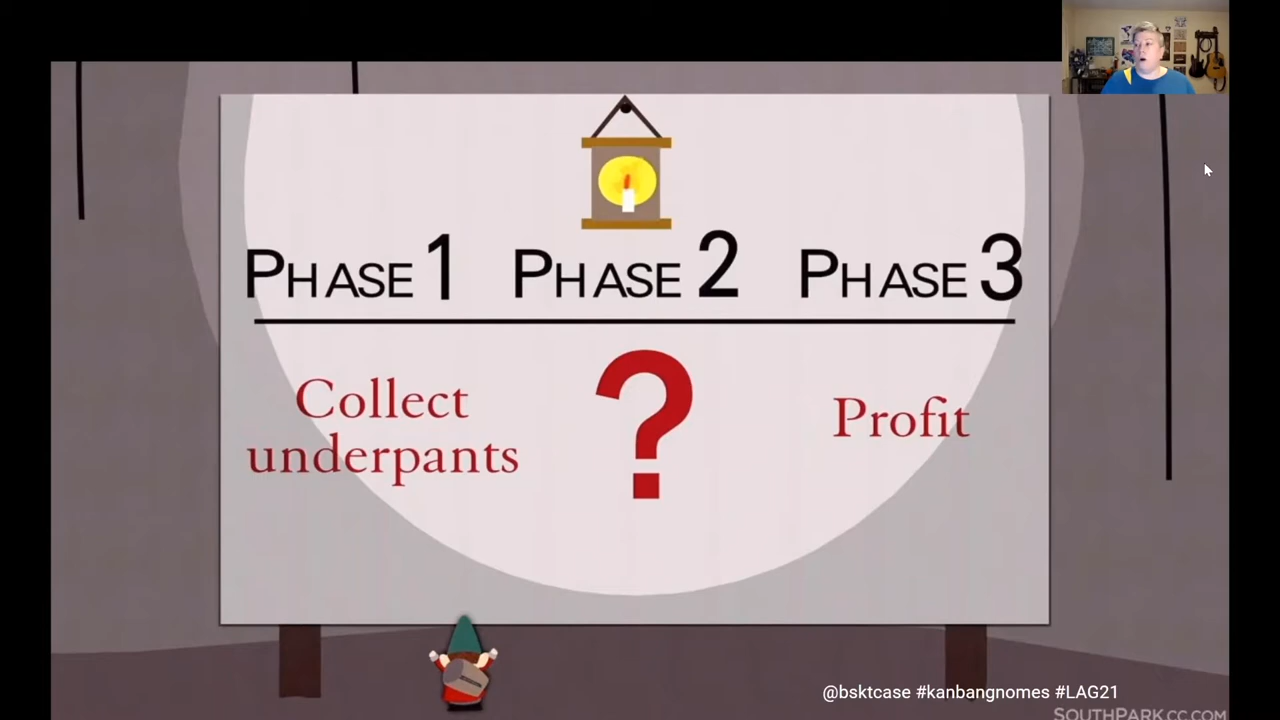 PHASE 1 PHASE 2 PHASE 3
Collect
underpants
?
Profit
@bsktcase #kanbangnomes #LAG21
SOUTHPARKCC.COM